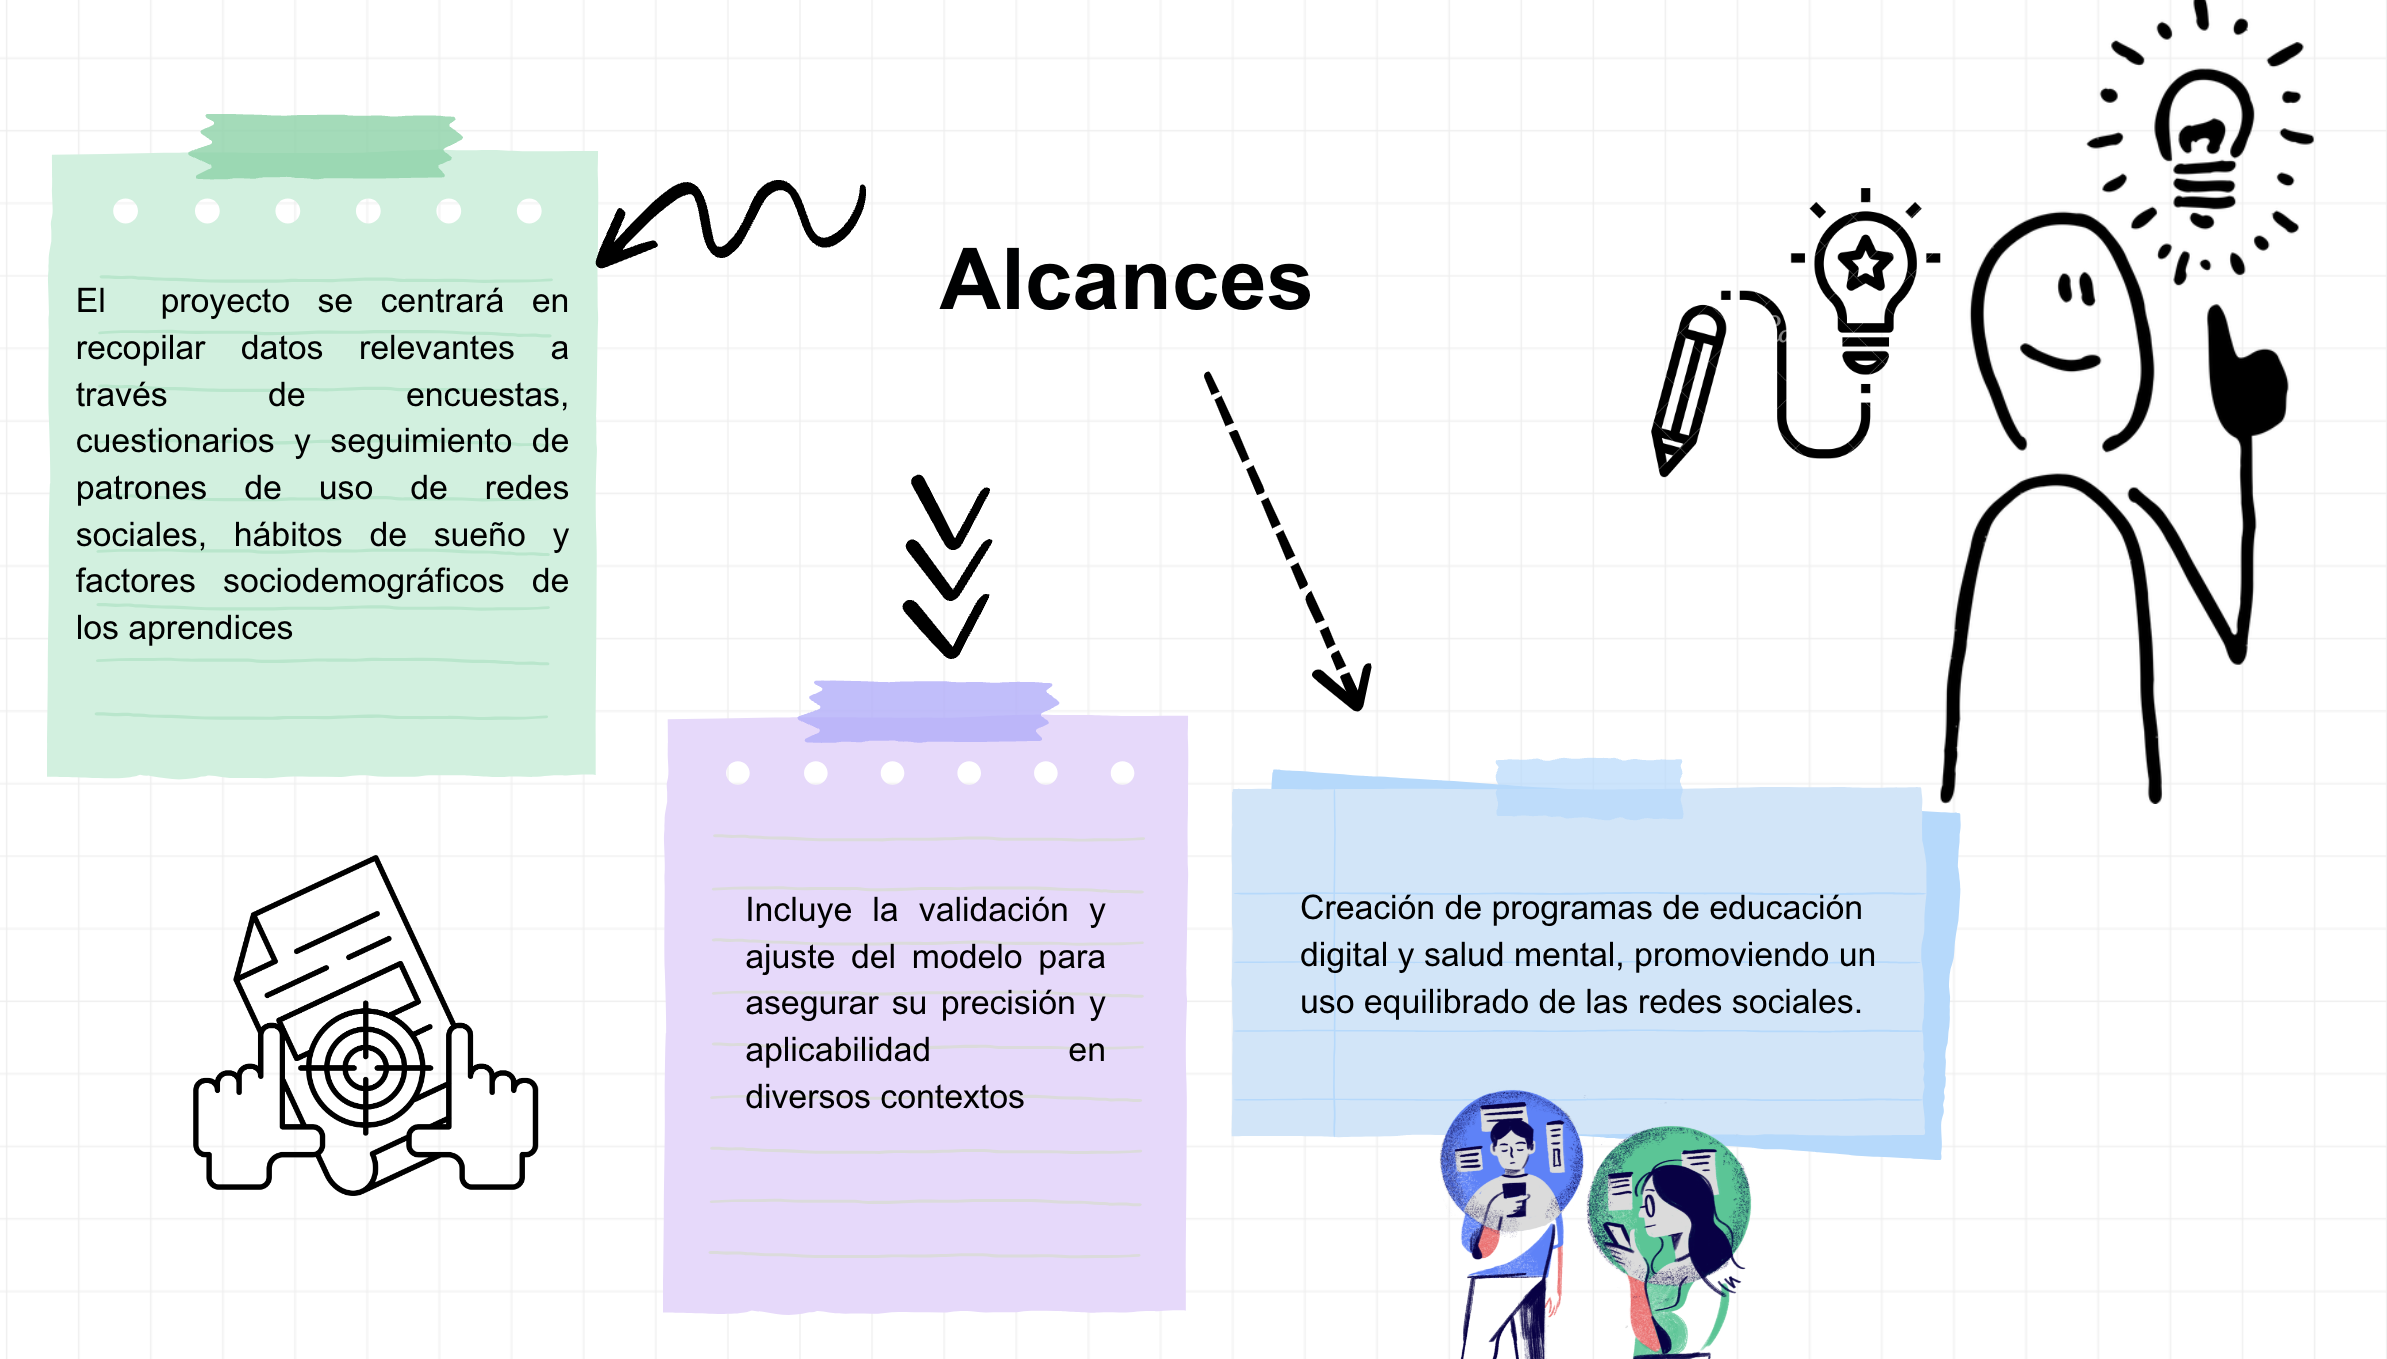 Alcances
El proyecto se centrará en
recopilar datos relevantes a
través de encuestas,
cuestionarios y seguimiento de
patrones de uso de redes
sociales, hábitos de sueño y
factores sociodemográficos de
los aprendices
Incluye la validación y
ajuste del modelo para
asegurar su precisión y
aplicabilidad en
diversos contextos
Creación de programas de educación
digital y salud mental, promoviendo un
uso equilibrado de las redes sociales.